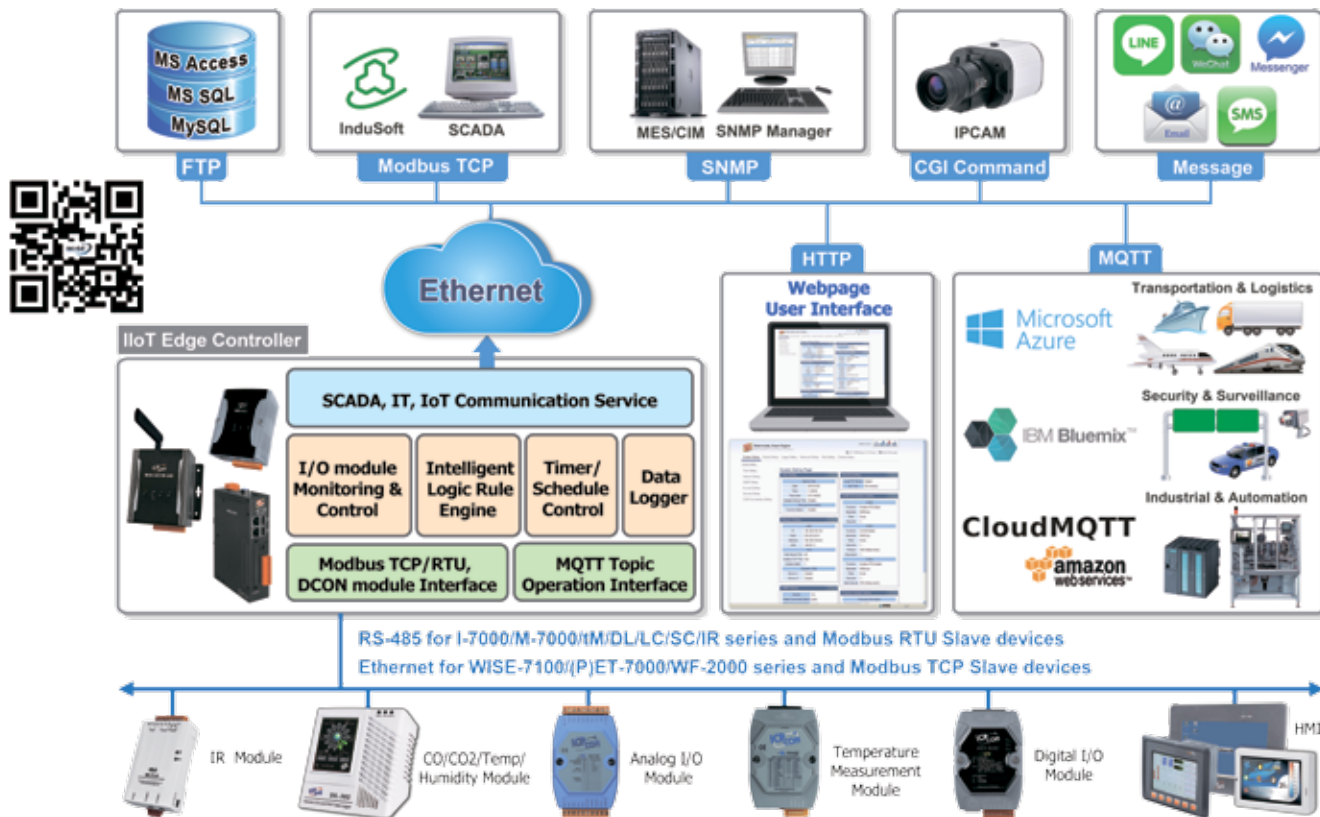 MS Access
MS SQL
MySQL
FTP
InduSoft
SCADA
Modbus TCP
MES/CIM
SNMP Manager
SNMP
IPCAM
CGI Command
LINE
WeChat
Messenger
@
Email
SMS
Message
Ethernet
HTTP
Webpage
User Interface
MQTT
Microsoft
Azure
IBM Bluemix™
CloudMQTT
amazon
webservices™
Transportation & Logistics
Security & Surveillance
Industrial & Automation
IIoT Edge Controller
SCADA, IT, IoT Communication Service
I/O module
Monitoring &
Control
Intelligent
Logic Rule
Engine
Timer/
Schedule
Control
Data
Logger
Modbus TCP/RTU,
DCON module Interface
MQTT Topic
Operation Interface
RS-485 for I-7000/M-7000/tM/DL/LC/SC/IR series and Modbus RTU Slave devices
Ethernet for WISE-7100/(P)ET-7000/WF-2000 series and Modbus TCP Slave devices
IR Module
CO/CO2/Temp/
Humidity Module
Analog I/O
Module
Temperature
Measurement
Module
Digital I/O
Module
HMI